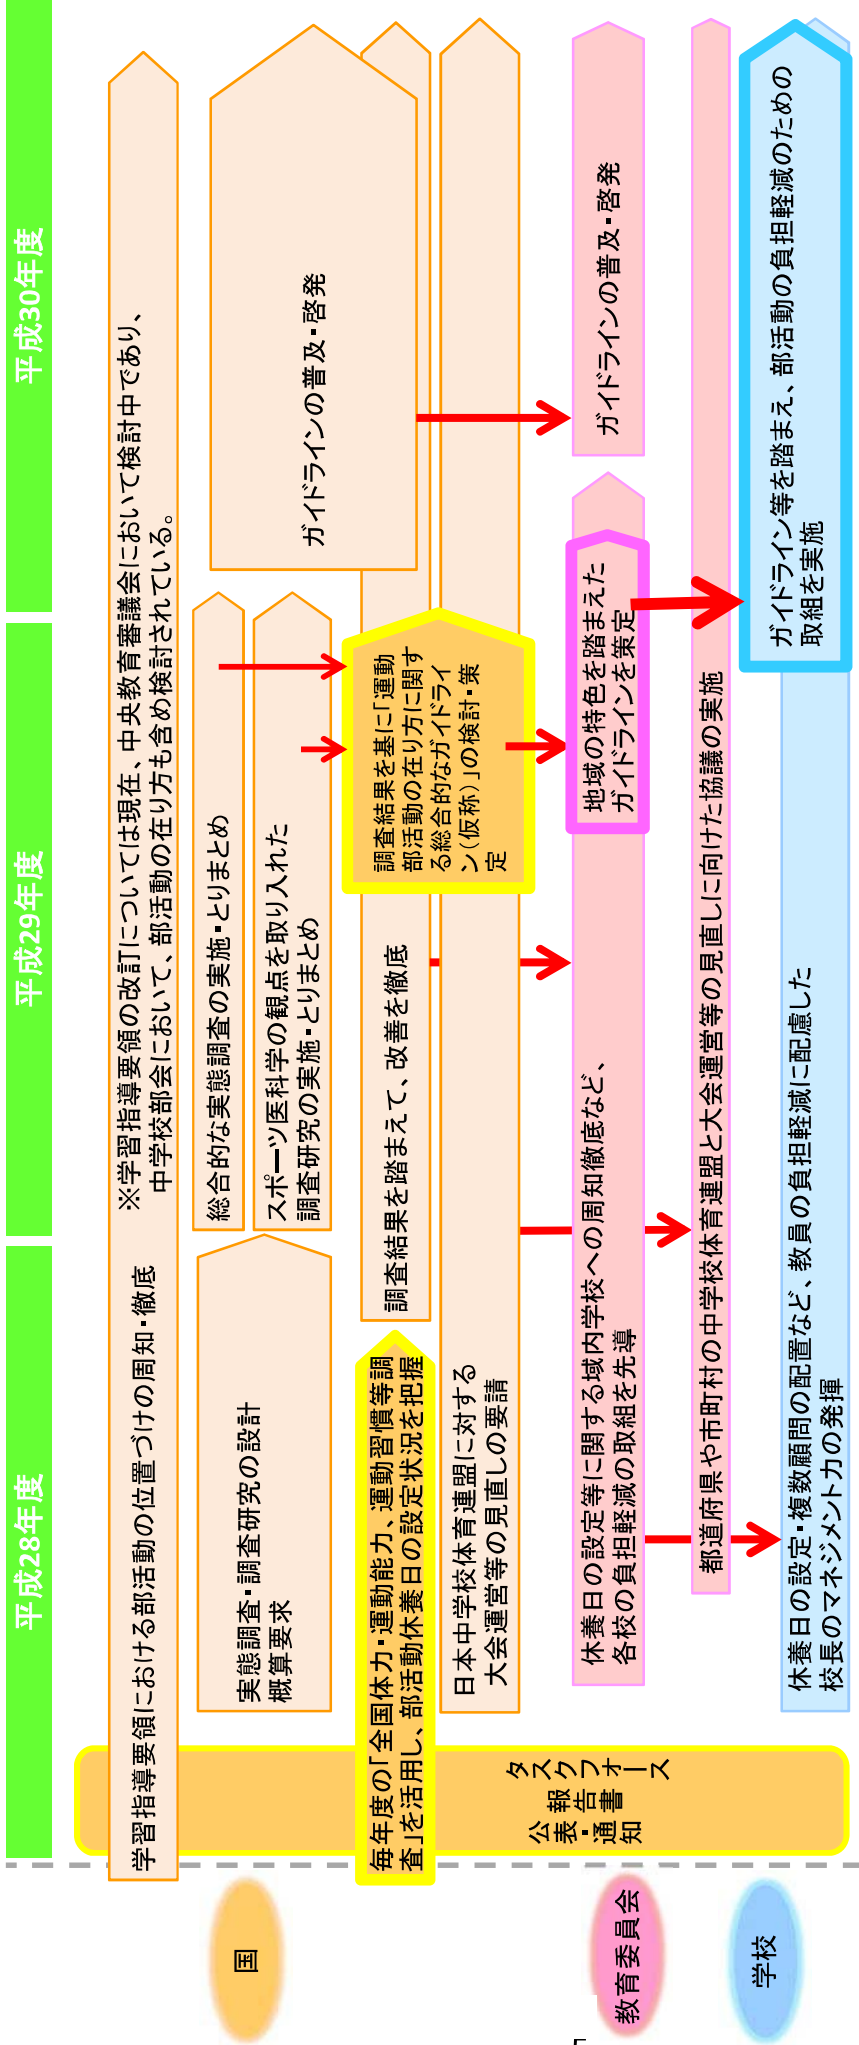 平成28年度
平成29年度
平成30年度
国
教育委員会
学校
タスクフォース
報告書
公表・通知
学習指導要領における部活動の位置づけの周知・徹底
※学習指導要領の改訂については現在、中央教育審議会において検討中であり、
中学校部会において、部活動の在り方も含め検討されている。
実態調査・調査研究の設計
概算要求
総合的な実態調査の実施・とりまとめ
スポーツ医科学の観点を取り入れた
調査研究の実施・とりまとめ
ガイドラインの普及・啓発
毎年度の「全国体力・運動能力、運動習慣等調
査」を活用し、部活動休養日の設定状況を把握
調査結果を踏まえて、改善を徹底
調査結果を基に「運動
部活動の在り方に関す
る総合的なガイドライ
ン（仮称）」の検討・策
定
日本中学校体育連盟に対する
大会運営等の見直しの要請
休養日の設定等に関する域内学校への周知徹底など、
各校の負担軽減の取組を先導
地域の特色を踏まえた
ガイドラインを策定
ガイドラインの普及・啓発
都道府県や市町村の中学校体育連盟と大会運営等の見直しに向けた協議の実施
休養日の設定・複数顧問の配置など、教員の負担軽減に配慮した
校長のマネジメント力の発揮
ガイドライン等を踏まえ、部活動の負担軽減のための
取組を実施